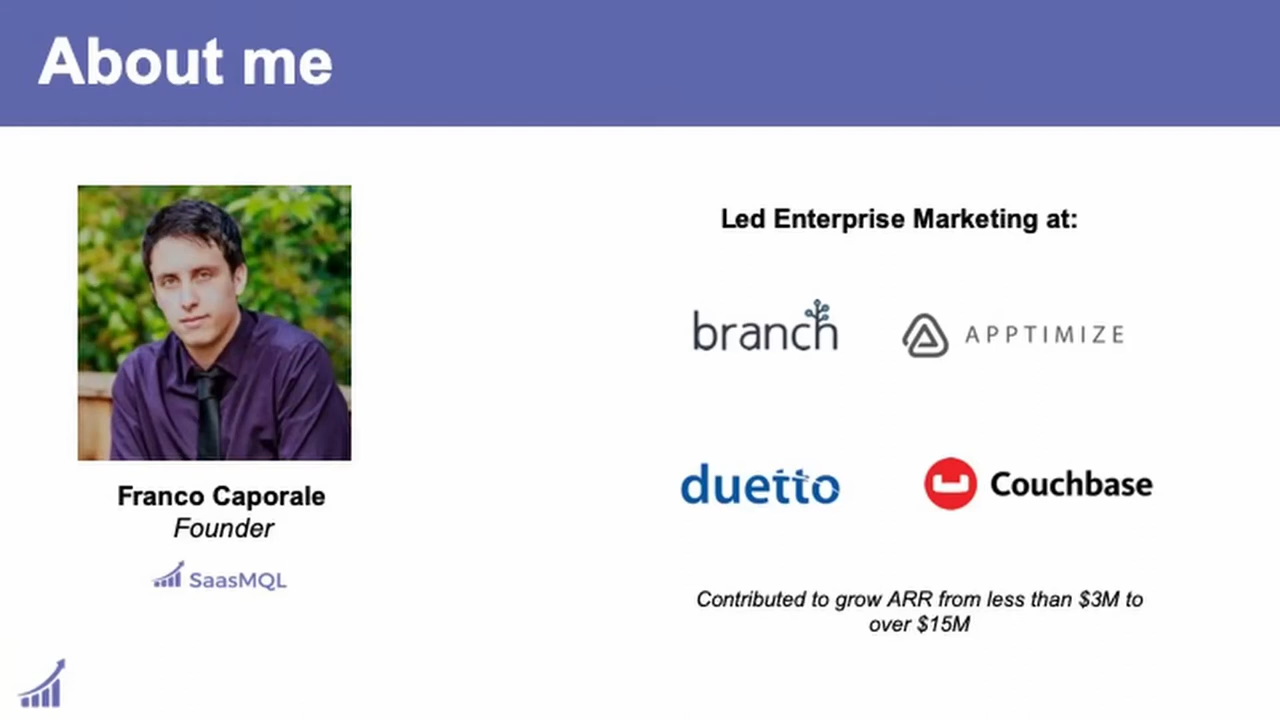 About me
Led Enterprise Marketing at:
branch
APPTIMIZE
duetto
Couchbase
Franco Caporale
Founder
SaasMQL
Contributed to grow ARR from less than $3M to
over $15M